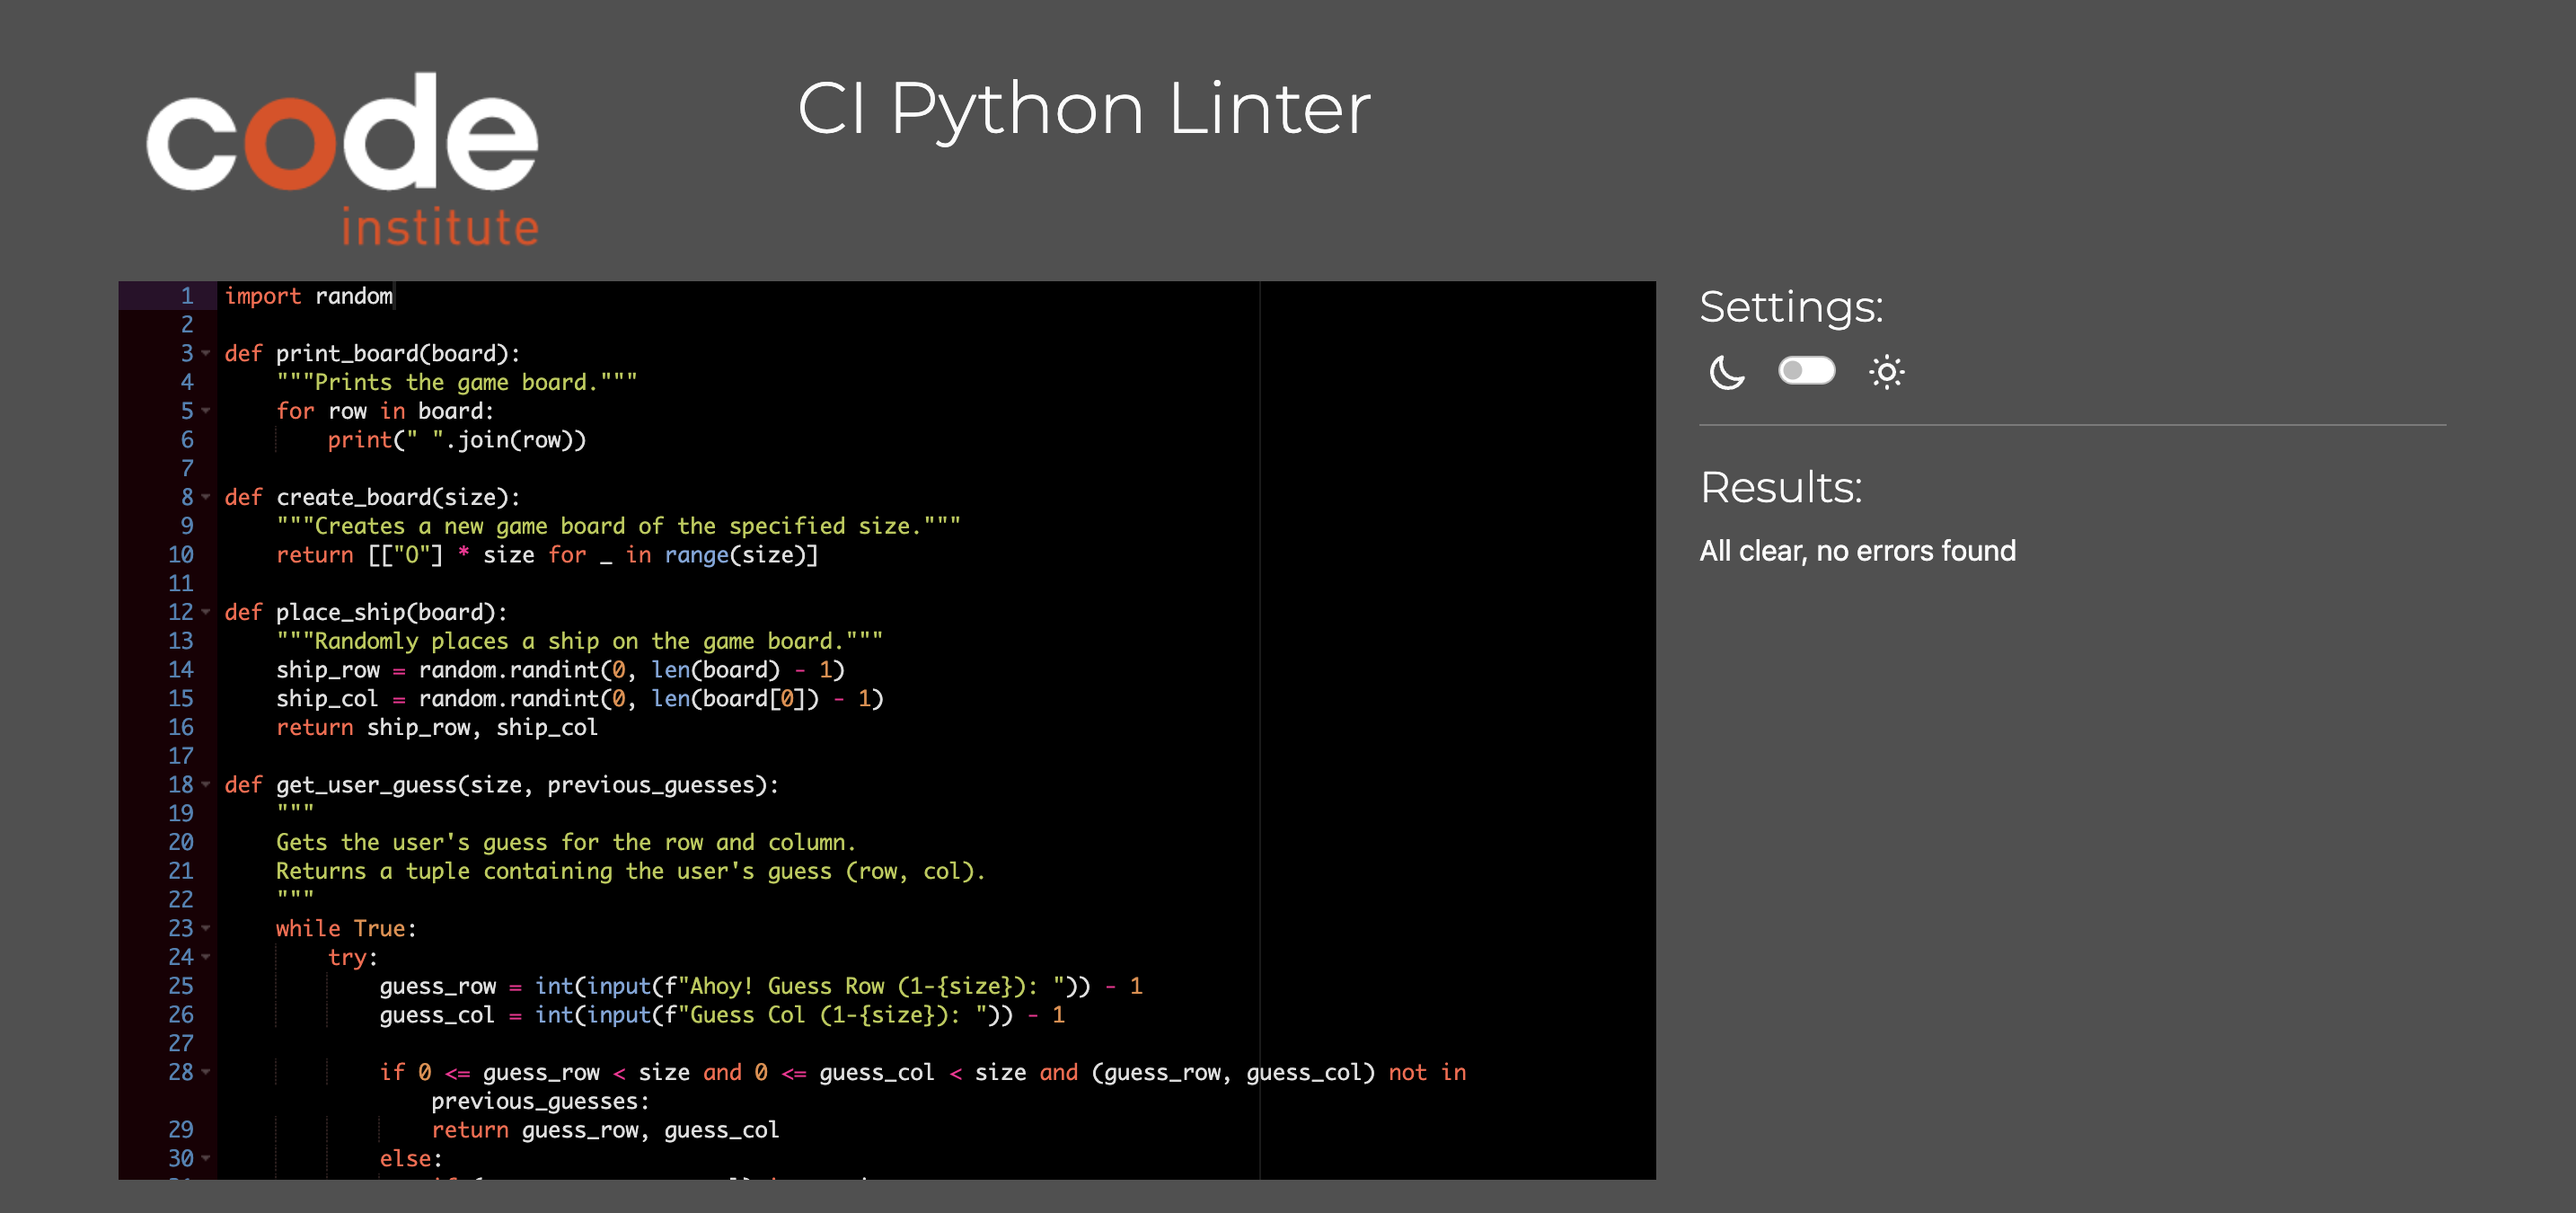 code
institute
CI Python Linter
1 import random
2
3 def print_board(board):
4     """Prints the game board."""
5     for row in board:
6         print(" ".join(row))
7
8 def create_board(size):
9     """Creates a new game board of the specified size."""
10     return [["O"] * size for _ in range(size)]
11
12 def place_ship(board):
13     """Randomly places a ship on the game board."""
14     ship_row = random.randint(0, len(board) - 1)
15     ship_col = random.randint(0, len(board[0]) - 1)
16     return ship_row, ship_col
17
18 def get_user_guess(size, previous_guesses):
19     """
20     Gets the user's guess for the row and column.
21     Returns a tuple containing the user's guess (row, col).
22     """
23     while True:
24         try:
25             guess_row = int(input(f"Ahoy! Guess Row (1-{size}): ")) - 1
26             guess_col = int(input(f"Guess Col (1-{size}): ")) - 1
27
28             if 0 <= guess_row < size and 0 <= guess_col < size and (guess_row, guess_col) not in
                previous_guesses:
29                 return guess_row, guess_col
30             else:
Settings:
Results:
All clear, no errors found